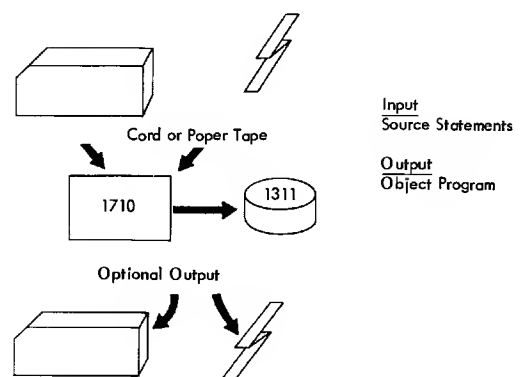 Input
Source Statements
Cord or Poper Tape
Output
Object Program
1710
1311
Optional Output